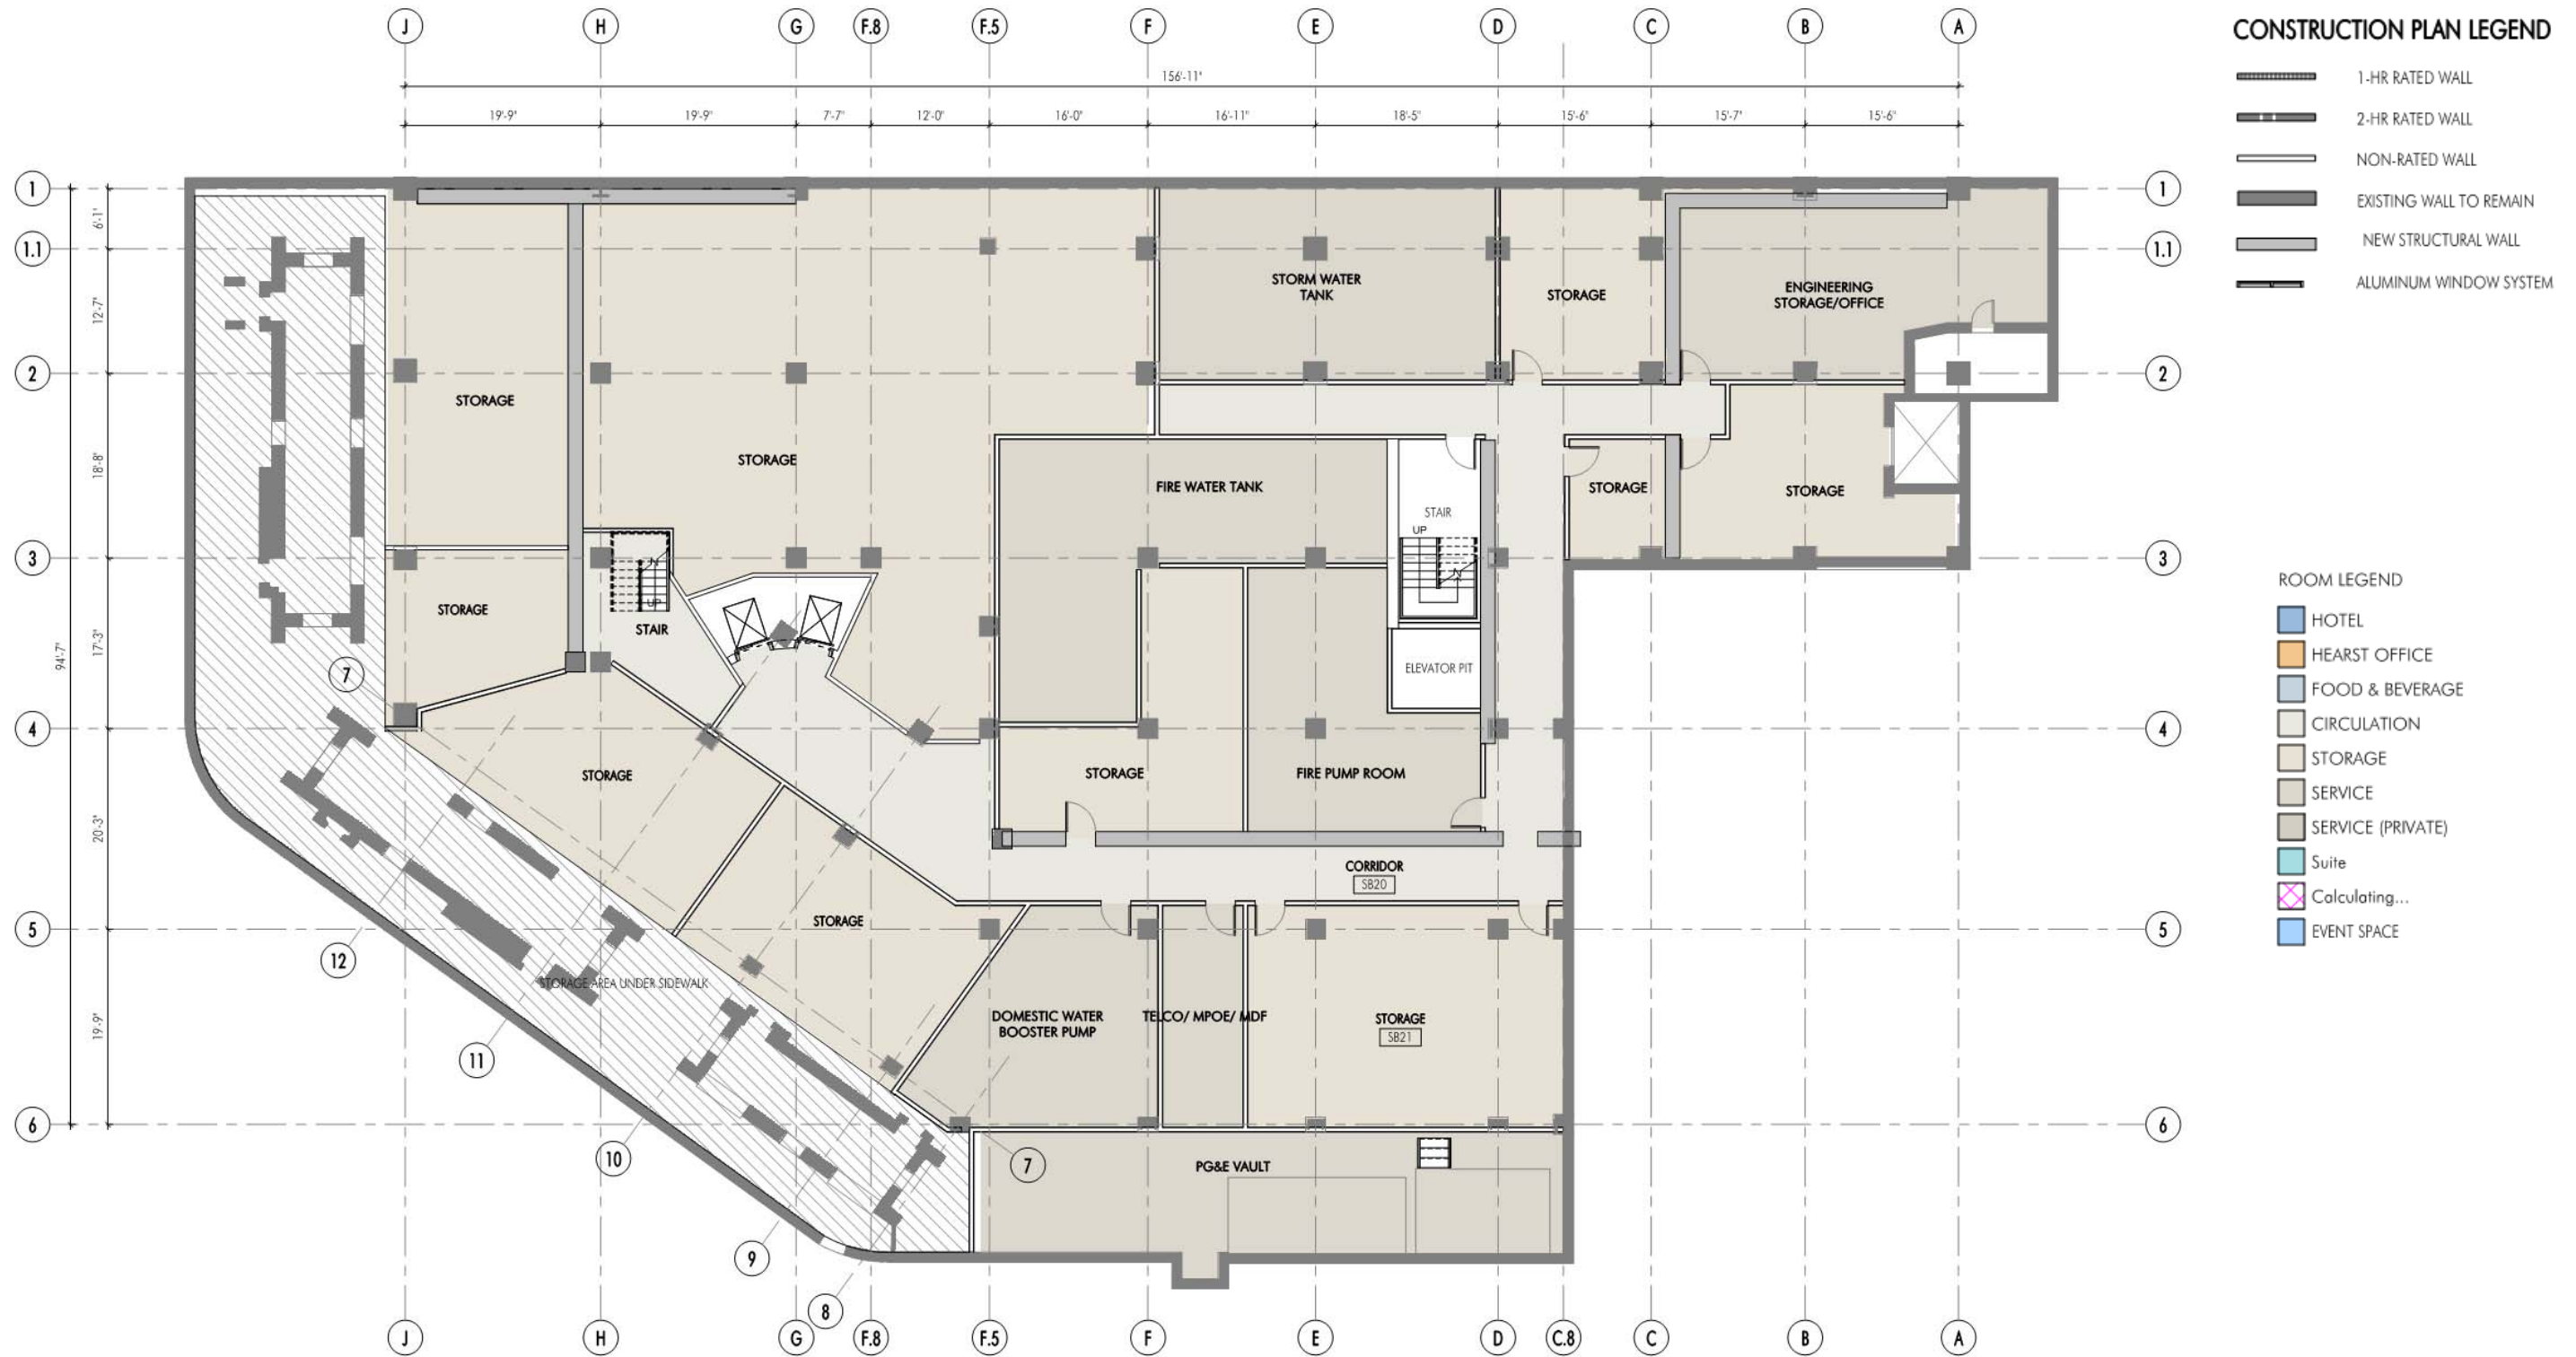 CONSTRUCTION PLAN LEGEND
1-HR RATED WALL
2-HR RATED WALL
NON-RATED WALL
EXISTING WALL TO REMAIN
NEW STRUCTURAL WALL
ALUMINUM WINDOW SYSTEM
J H G F.8 F.5 F E D C B A
156'-11"
19'-9" 19'-9" 7'-7" 12'-0" 16'-0" 16'-11" 18'-5" 15'-6" 15'-7" 15'-6"
1 1
6'-1"
1.1 1.1
STORM WATER
TANK
STORAGE
ENGINEERING
STORAGE/OFFICE
12'-7"
2 2
STORAGE
STORAGE
18'-8"
FIRE WATER TANK
STORAGE
STORAGE
STAIR
UP
3 3
STORAGE
UP
STAIR
17'-3"
94'-7"
ELEVATOR PIT
7
4 4
STORAGE
STORAGE
FIRE PUMP ROOM
20'-3"
CORRIDOR
SB20
STORAGE
5 5
12
STORAGE AREA UNDER SIDEWALK
19'-9"
DOMESTIC WATER
BOOSTER PUMP
TELCO/ MPOE/ MDF
STORAGE
SB21
11
6 6
10
7
PG&E VAULT
9
8
J H G F.8 F.5 F E D C.8 C B A
ROOM LEGEND
HOTEL
HEARST OFFICE
FOOD & BEVERAGE
CIRCULATION
STORAGE
SERVICE
SERVICE (PRIVATE)
Suite
Calculating...
EVENT SPACE